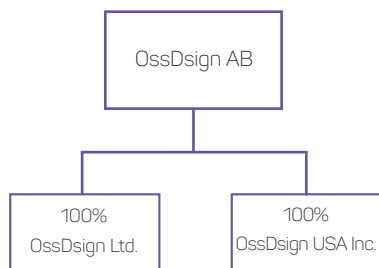 OssDsign AB
100%
OssDsign Ltd.
100%
OssDsign USA Inc.